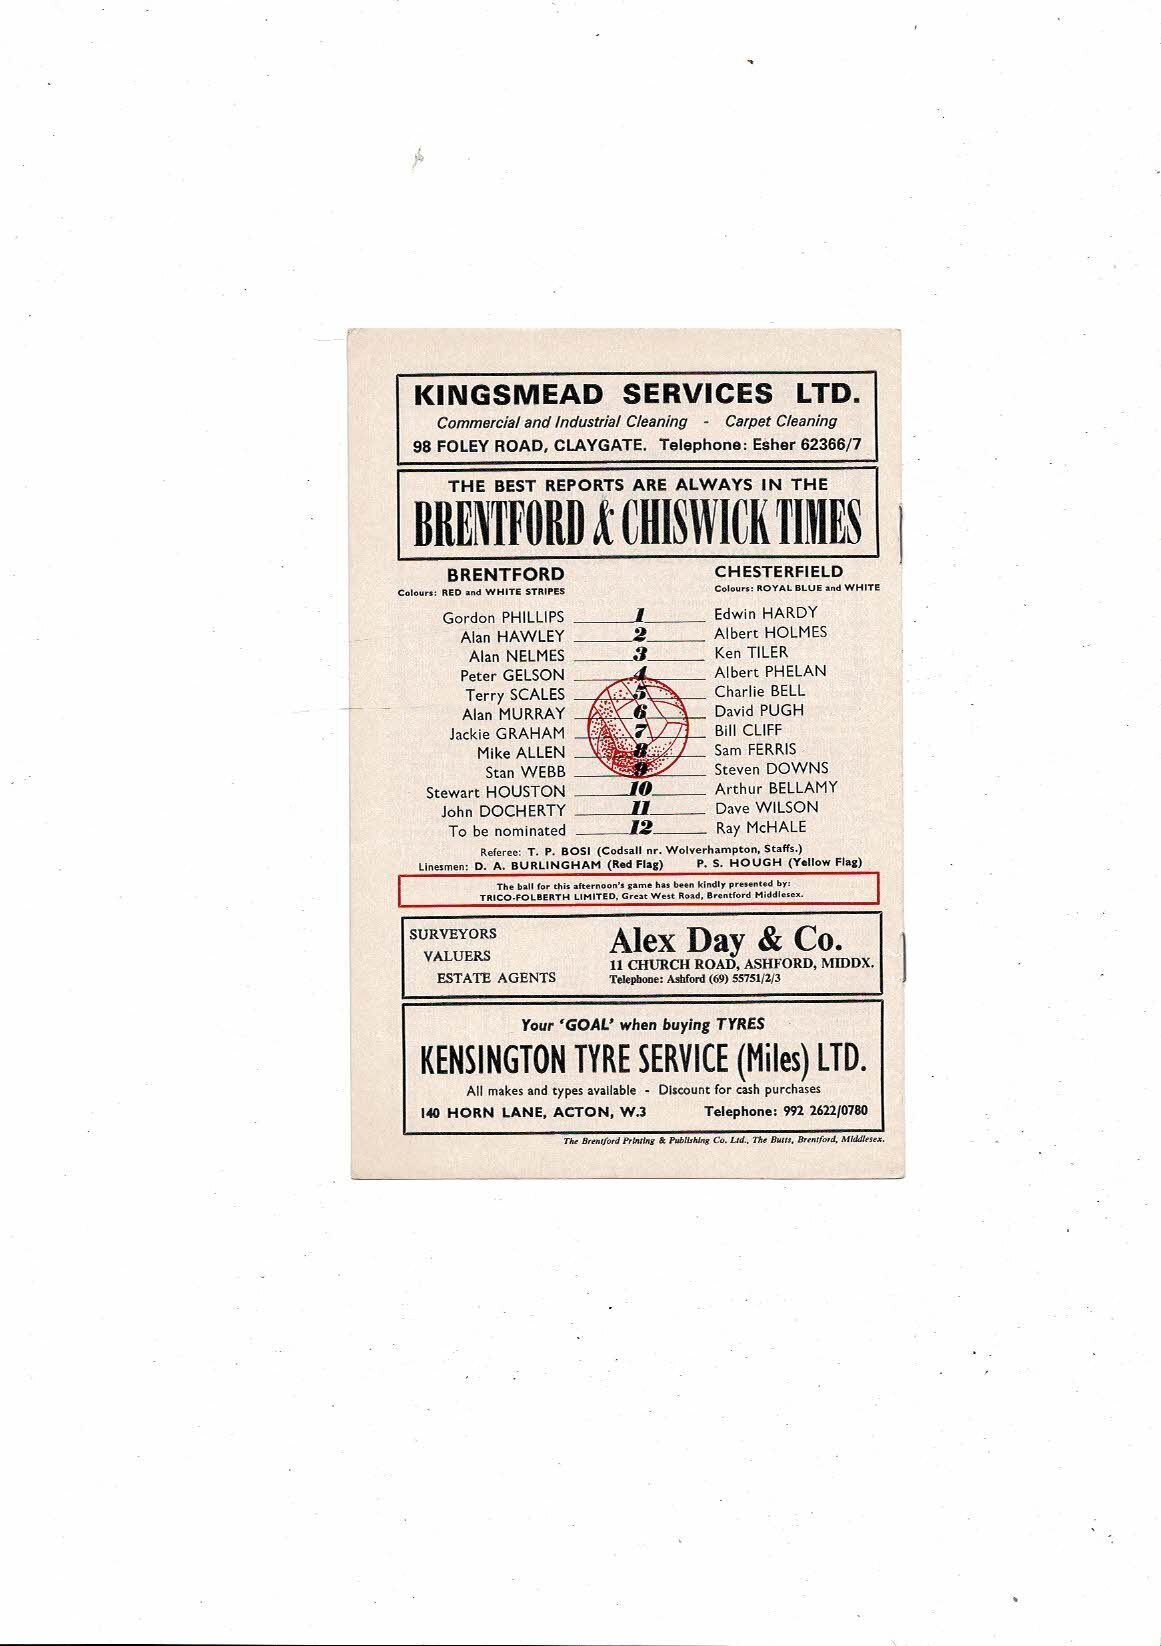 KINGSMEAD SERVICES LTD.
Commercial and Industrial Cleaning - Carpet Cleaning
98 FOLEY ROAD, CLAYGATE. Telephone: Esher 62366/7
THE BEST REPORTS ARE ALWAYS IN THE
BRENTFORD & CHISWICK TIMES
BRENTFORD CHESTERFIELD
Colours: RED and WHITE STRIPES Colours: ROYAL BLUE and WHITE
Gordon PHILLIPS 1 Edwin HARDY
Alan HAWLEY 2 Albert HOLMES
Alan NELMES 3 Ken TILER
Peter GELSON 4 Albert PHELAN
Terry SCALES 5 Charlie BELL
Alan MURRAY 6 David PUGH
Jackie GRAHAM 7 Bill CLIFF
Mike ALLEN 8 Sam FERRIS
Stan WEBB 9 Steven DOWNS
Stewart HOUSTON 10 Arthur BELLAMY
John DOCHERTY 11 Dave WILSON
To be nominated 12 Ray McHALE
Referee: T. P. BOSI (Codsall nr. Wolverhampton, Staffs.)
Linesmen: D. A. BURLINGHAM (Red Flag) P. S. HOUGH (Yellow Flag)
The ball for this afternoon's game has been kindly presented by:
TRICO-FOLBERTH LIMITED, Great West Road, Brentford Middlesex.
SURVEYORS
VALUERS
ESTATE AGENTS
Alex Day & Co.
11 CHURCH ROAD, ASHFORD, MIDDX.
Telephone: Ashford (69) 55751/2/3
Your 'GOAL' when buying TYRES
KENSINGTON TYRE SERVICE (Miles) LTD.
All makes and types available - Discount for cash purchases
140 HORN LANE, ACTON, W.3 Telephone: 992 2622/0780
The Brentford Printing & Publishing Co. Ltd., The Butts, Brentford, Middlesex.